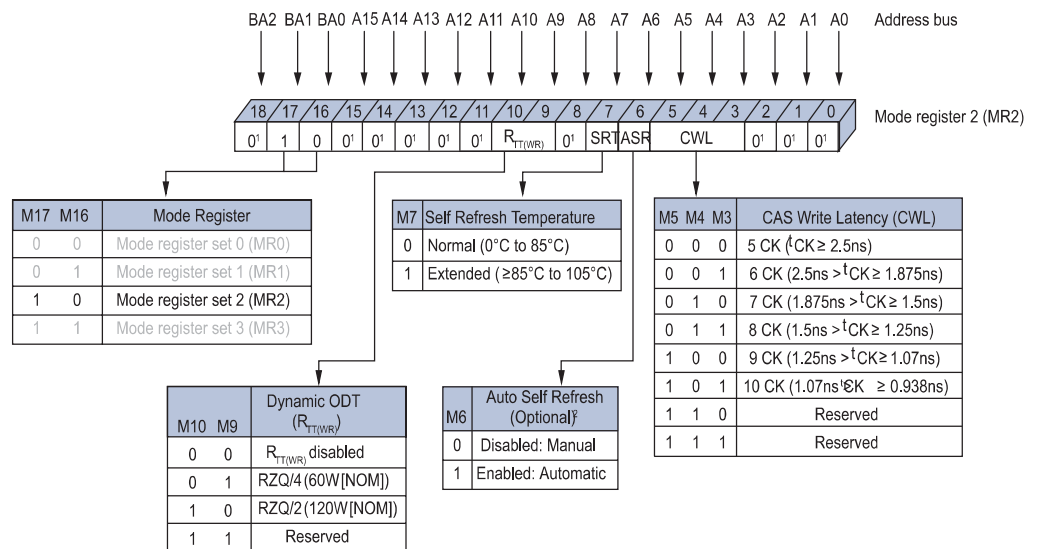 BA2 BA1 BA0 A15 A14 A13 A12 A11 A10 A9 A8 A7 A6 A5 A4 A3 A2 A1 A0 Address bus
18 17 16 15 14 13 12 11 10 9 8 7 6 5 4 3 2 1 0
Mode register 2 (MR2)
0¹ 1 0 0¹ 0¹ 0¹ 0¹ 0¹ RTT(WR) 0¹ SRT ASR CWL 0¹ 0¹ 0¹
M17 M16 Mode Register
0 0 Mode register set 0 (MR0)
0 1 Mode register set 1 (MR1)
1 0 Mode register set 2 (MR2)
1 1 Mode register set 3 (MR3)
M7 Self Refresh Temperature
0 Normal (0°C to 85°C)
1 Extended (≥85°C to 105°C)
M5 M4 M3 CAS Write Latency (CWL)
0 0 0 5 CK (tCK ≥ 2.5ns)
0 0 1 6 CK (2.5ns > tCK ≥ 1.875ns)
0 1 0 7 CK (1.875ns > tCK ≥ 1.5ns)
0 1 1 8 CK (1.5ns > tCK ≥ 1.25ns)
1 0 0 9 CK (1.25ns > tCK ≥ 1.07ns)
1 0 1 10 CK (1.07ns CK ≥ 0.938ns)
1 1 0 Reserved
1 1 1 Reserved
M10 M9 Dynamic ODT
(RTT(WR))
0 0 RTT(WR) disabled
0 1 RZQ/4 (60W [NOM])
1 0 RZQ/2 (120W [NOM])
1 1 Reserved
M6 Auto Self Refresh
(Optional)²
0 Disabled: Manual
1 Enabled: Automatic